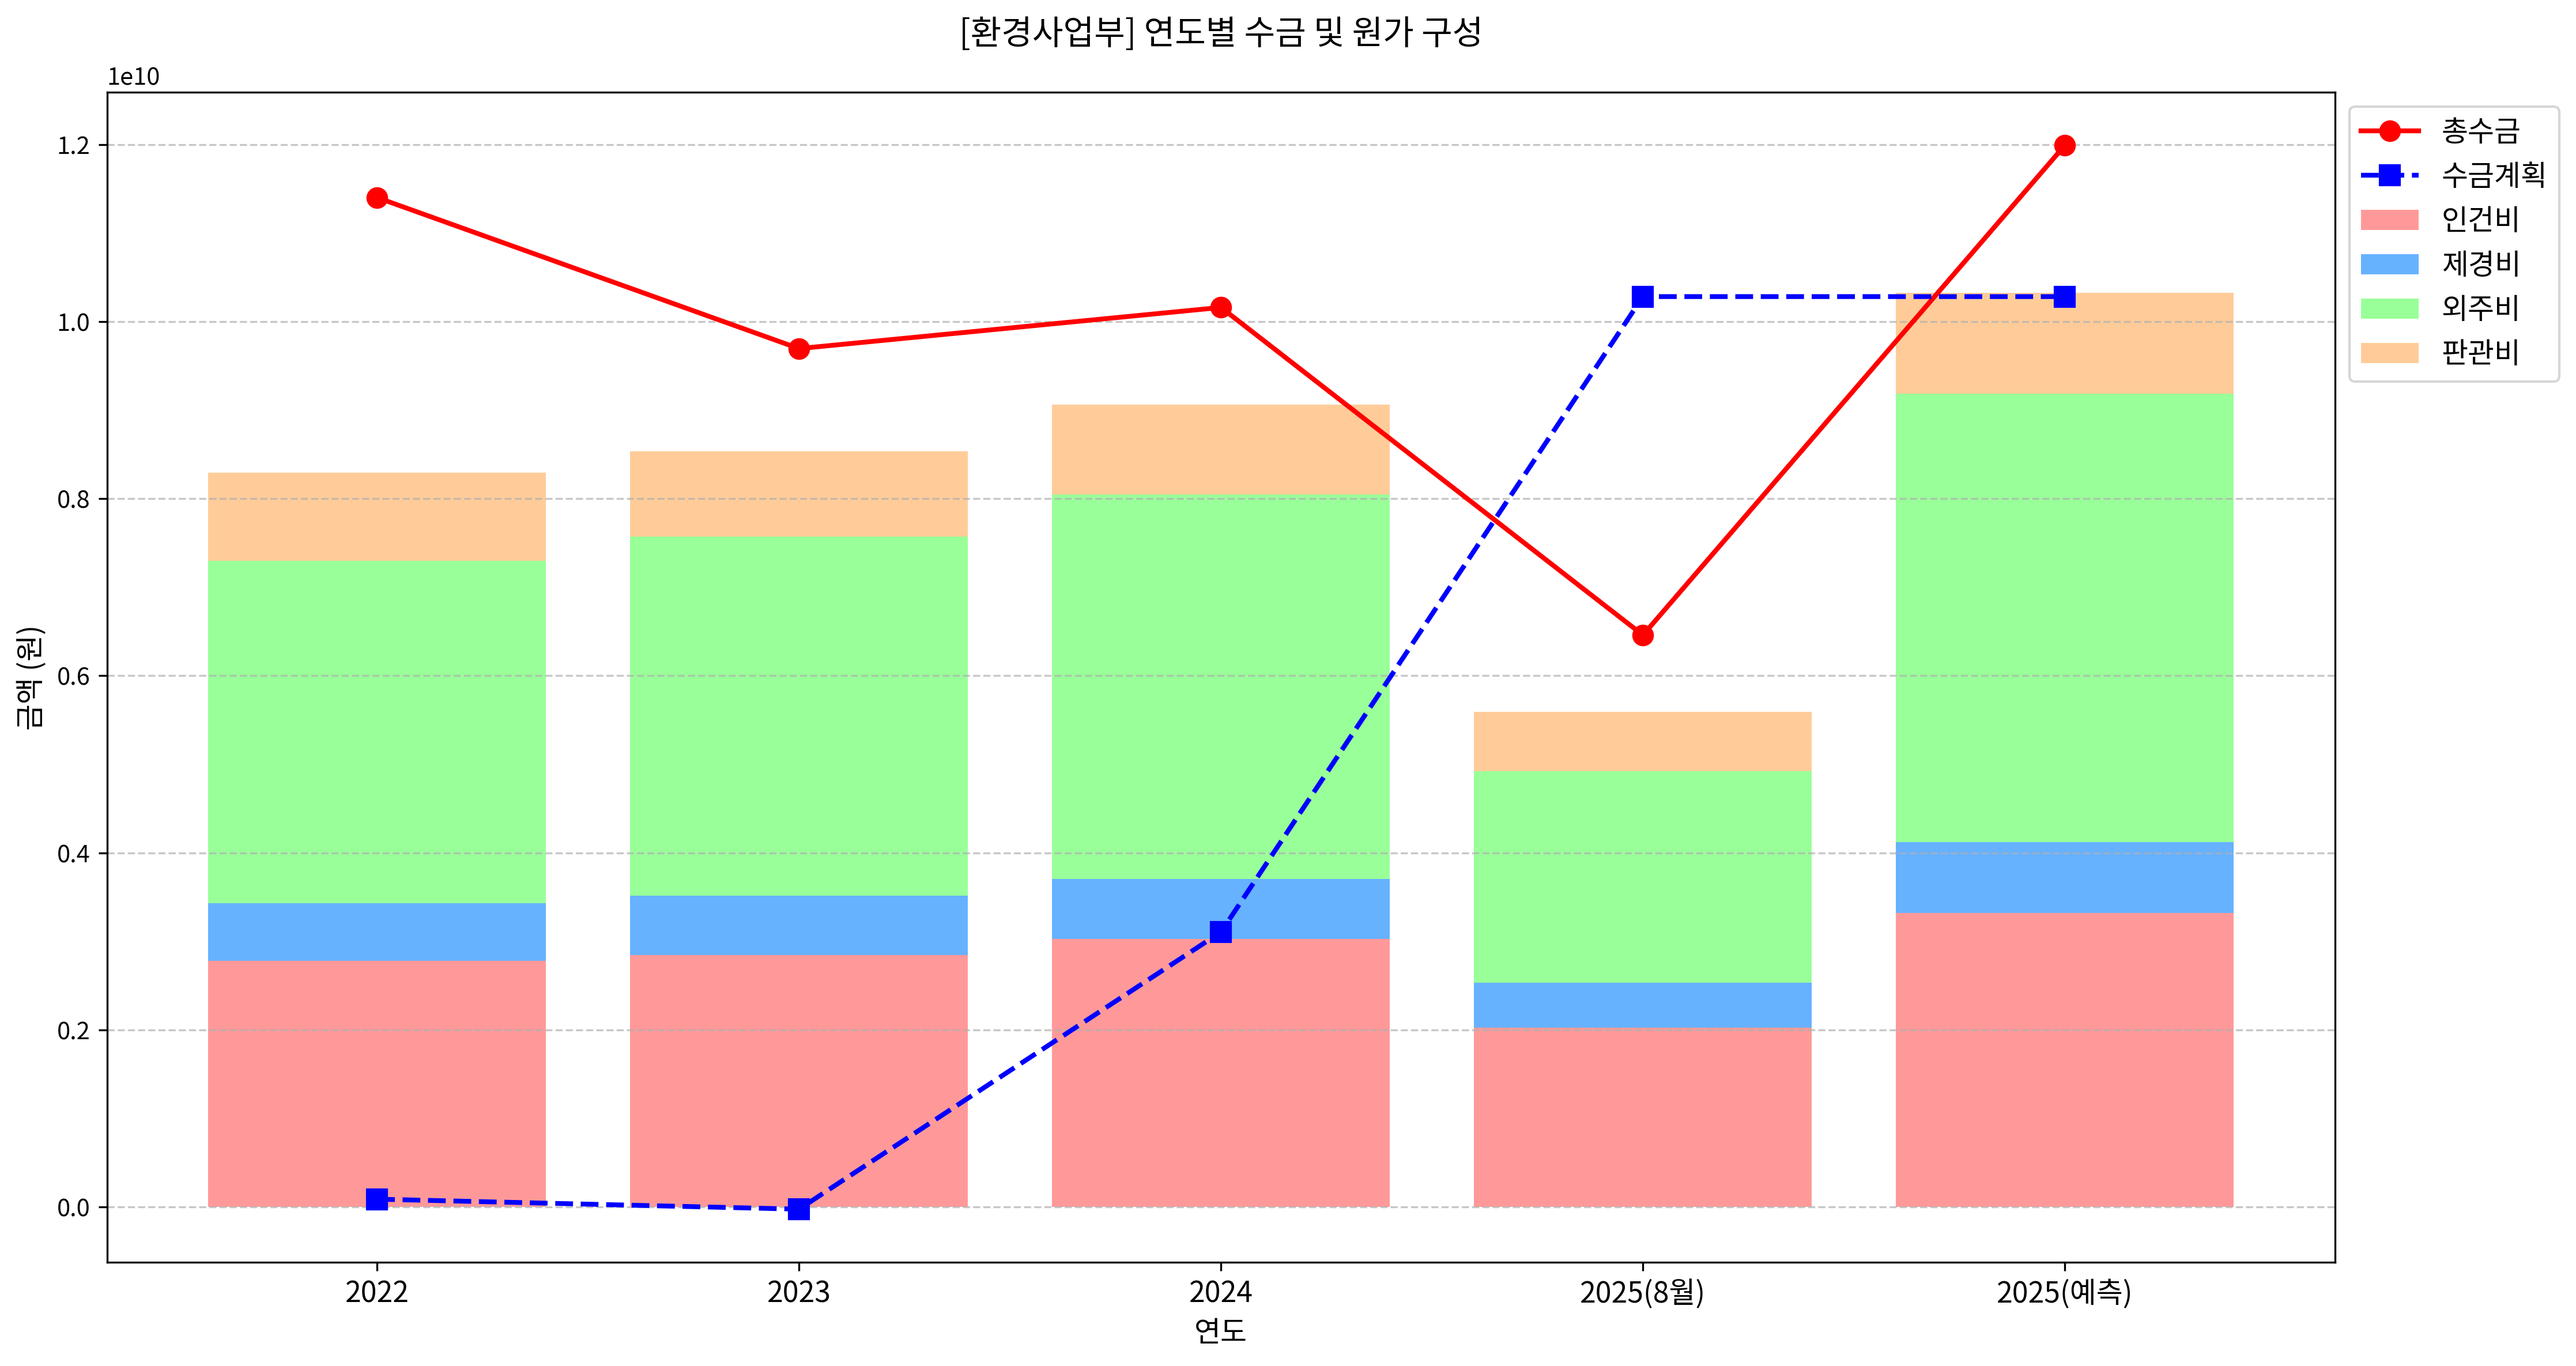 [환경사업부] 연도별 수금 및 원가 구성
1e10
1.2
1.0
0.8
0.6
0.4
0.2
0.0
금액 (원)
2022
2023
2024
2025(8월)
2025(예측)
연도
총수금
수금계획
인건비
제경비
외주비
판관비